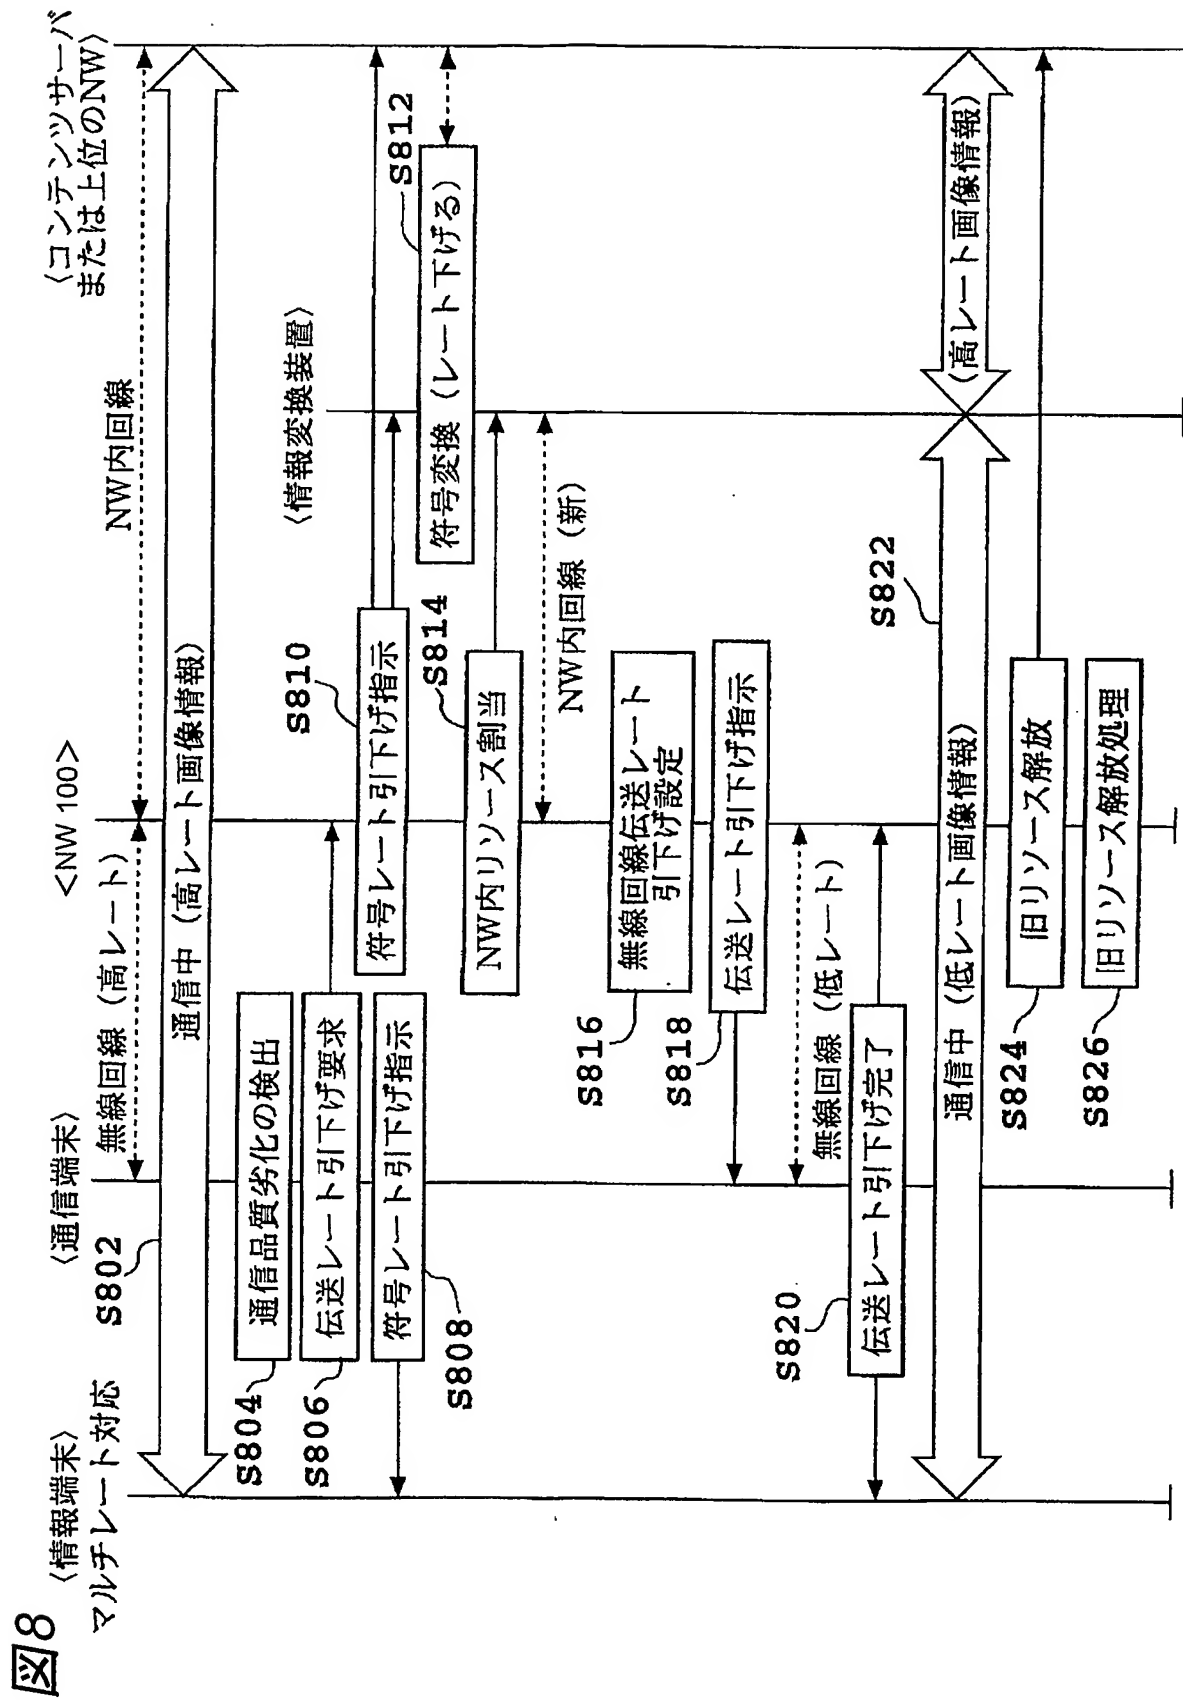 図8
〈情報端末〉
マルチレート対応
〈通信端末〉
<NW 100>
〈情報変換装置〉
〈コンテンツサーバ
または上位のNW〉
無線回線（高レート）
NW内回線
S802
通信中（高レート画像情報）
S804
通信品質劣化の検出
S806
伝送レート引下げ要求
S808
符号レート引下げ指示
S810
符号レート引下げ指示
S812
符号変換（レート下げる）
S814
NW内リソース割当
NW内回線（新）
S816
無線回線伝送レート
引下げ設定
S818
伝送レート引下げ指示
無線回線（低レート）
S820
伝送レート引下げ完了
S822
通信中（低レート画像情報）
（高レート画像情報）
S824
旧リソース解放
S826
旧リソース解放処理